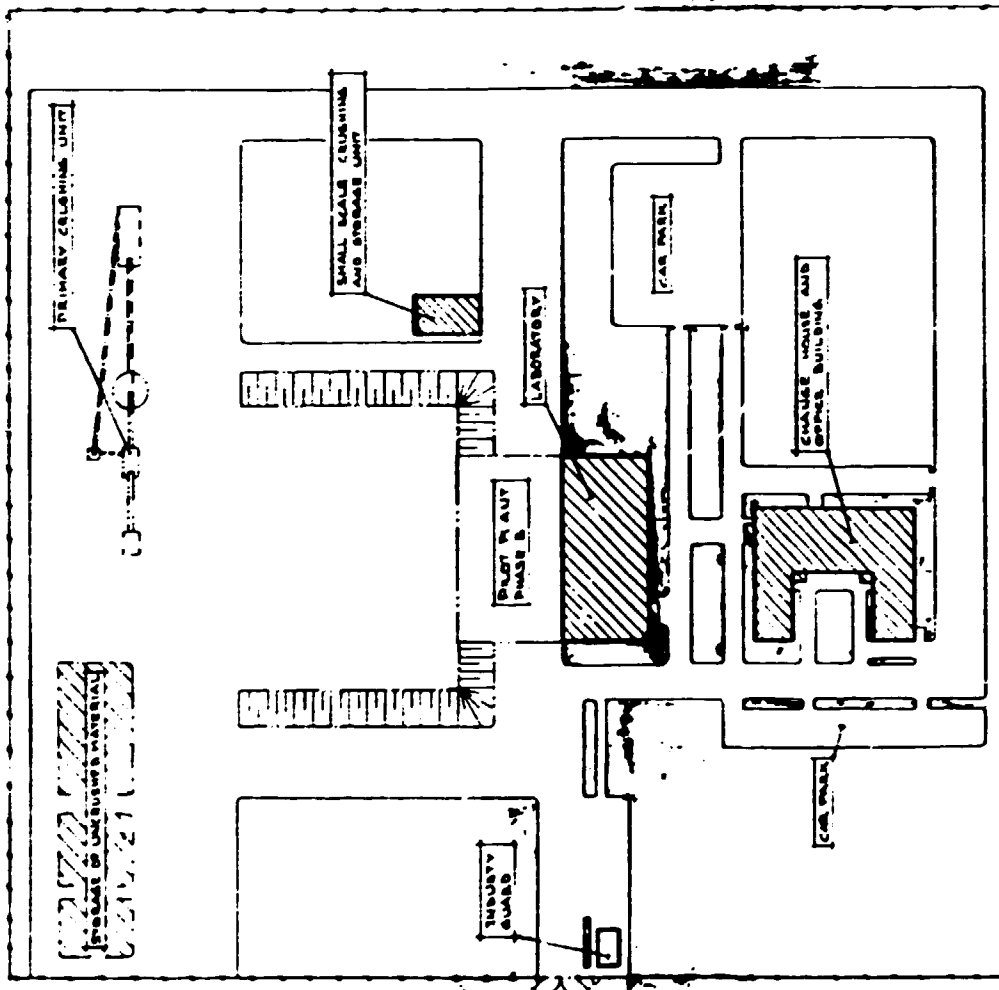 PRIMARY CRUSHING UNIT
SMALL SCALE CRUSHING
AND STORAGE UNIT
LABORATORY
CAR PARK
CHANGE HOUSE AND
OFFICE BUILDING
PILOT PLANT
PHASE B
STORAGE OF UNCRUSHED MATERIAL
INDUSTY
GUARD
CAR PARK